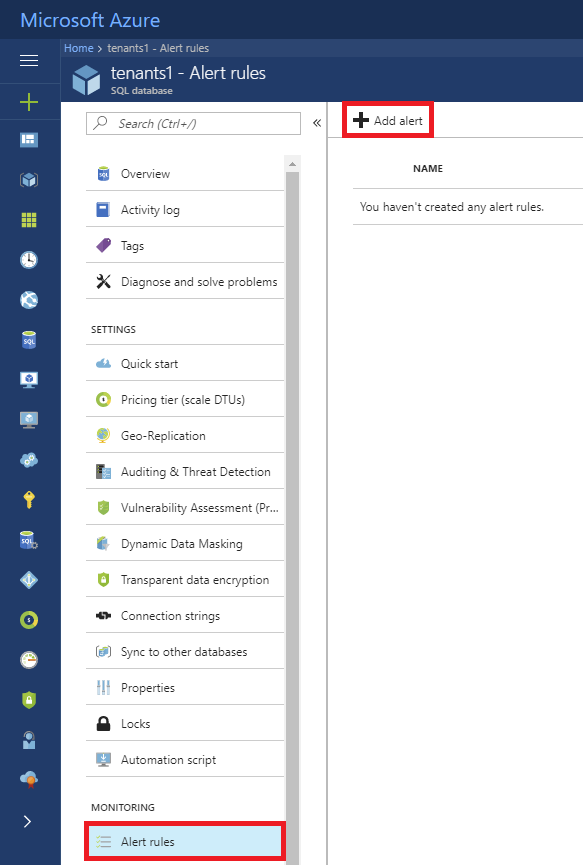 Microsoft Azure
Home > tenants1 - Alert rules
tenants1 - Alert rules
SQL database
Search (Ctrl+/)
«
Overview
Activity log
Tags
Diagnose and solve problems
SETTINGS
Quick start
Pricing tier (scale DTUs)
Geo-Replication
Auditing & Threat Detection
Vulnerability Assessment (Pr...
Dynamic Data Masking
Transparent data encryption
Connection strings
Sync to other databases
Properties
Locks
Automation script
MONITORING
Alert rules
Add alert
NAME
You haven't created any alert rules.